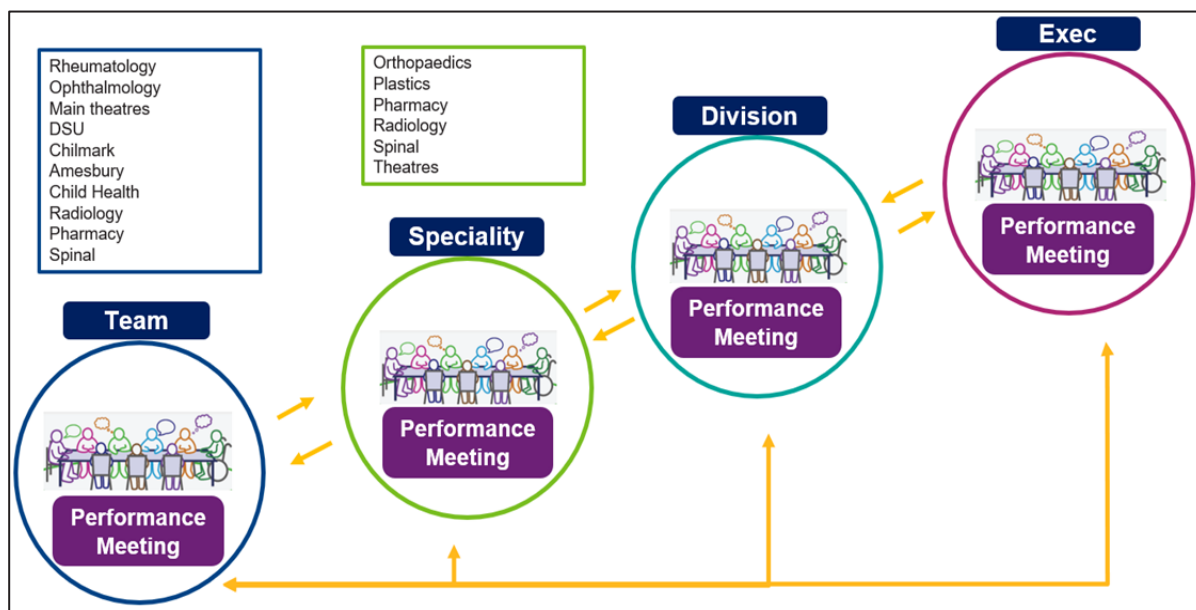 Rheumatology
Ophthalmology
Main theatres
DSU
Chilmark
Amesbury
Child Health
Radiology
Pharmacy
Spinal
Team
Performance
Meeting
Orthopaedics
Plastics
Pharmacy
Radiology
Spinal
Theatres
Speciality
Performance
Meeting
Division
Performance
Meeting
Exec
Performance
Meeting